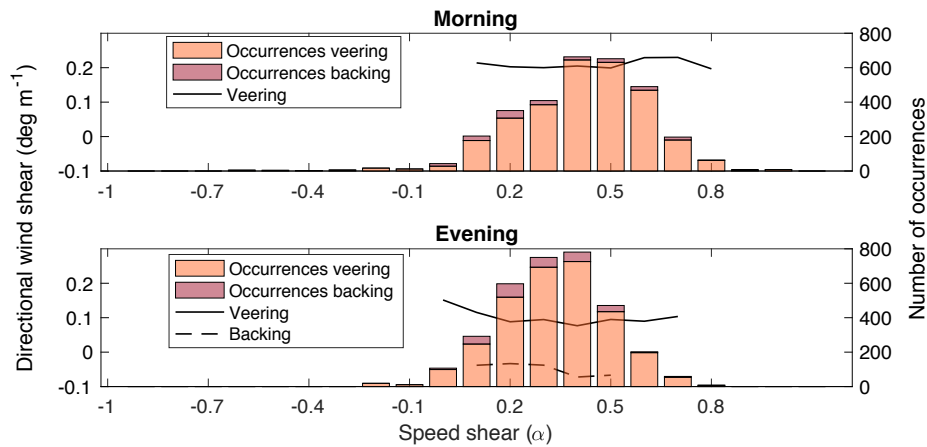 Morning
Directional wind shear (deg m⁻¹)
Number of occurrences
Occurrences veering
Occurrences backing
Veering
0.2
0.1
0
-0.1
800
600
400
200
0
-1 -0.7 -0.4 -0.1 0.2 0.5 0.8
Evening
Occurrences veering
Occurrences backing
Veering
Backing
0.2
0.1
0
-0.1
800
600
400
200
0
-1 -0.7 -0.4 -0.1 0.2 0.5 0.8
Speed shear (α)